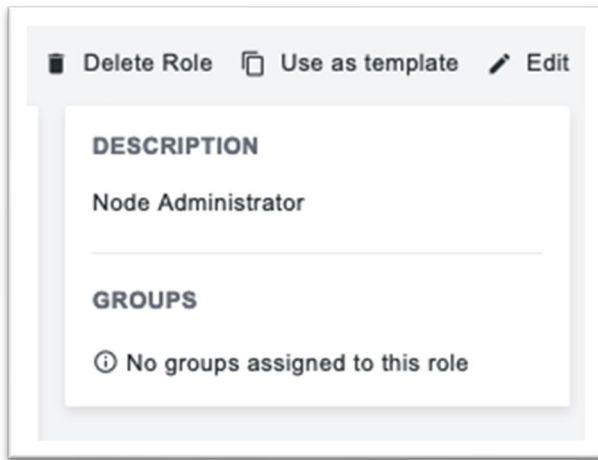 Delete Role Use as template Edit
DESCRIPTION
Node Administrator
GROUPS
No groups assigned to this role